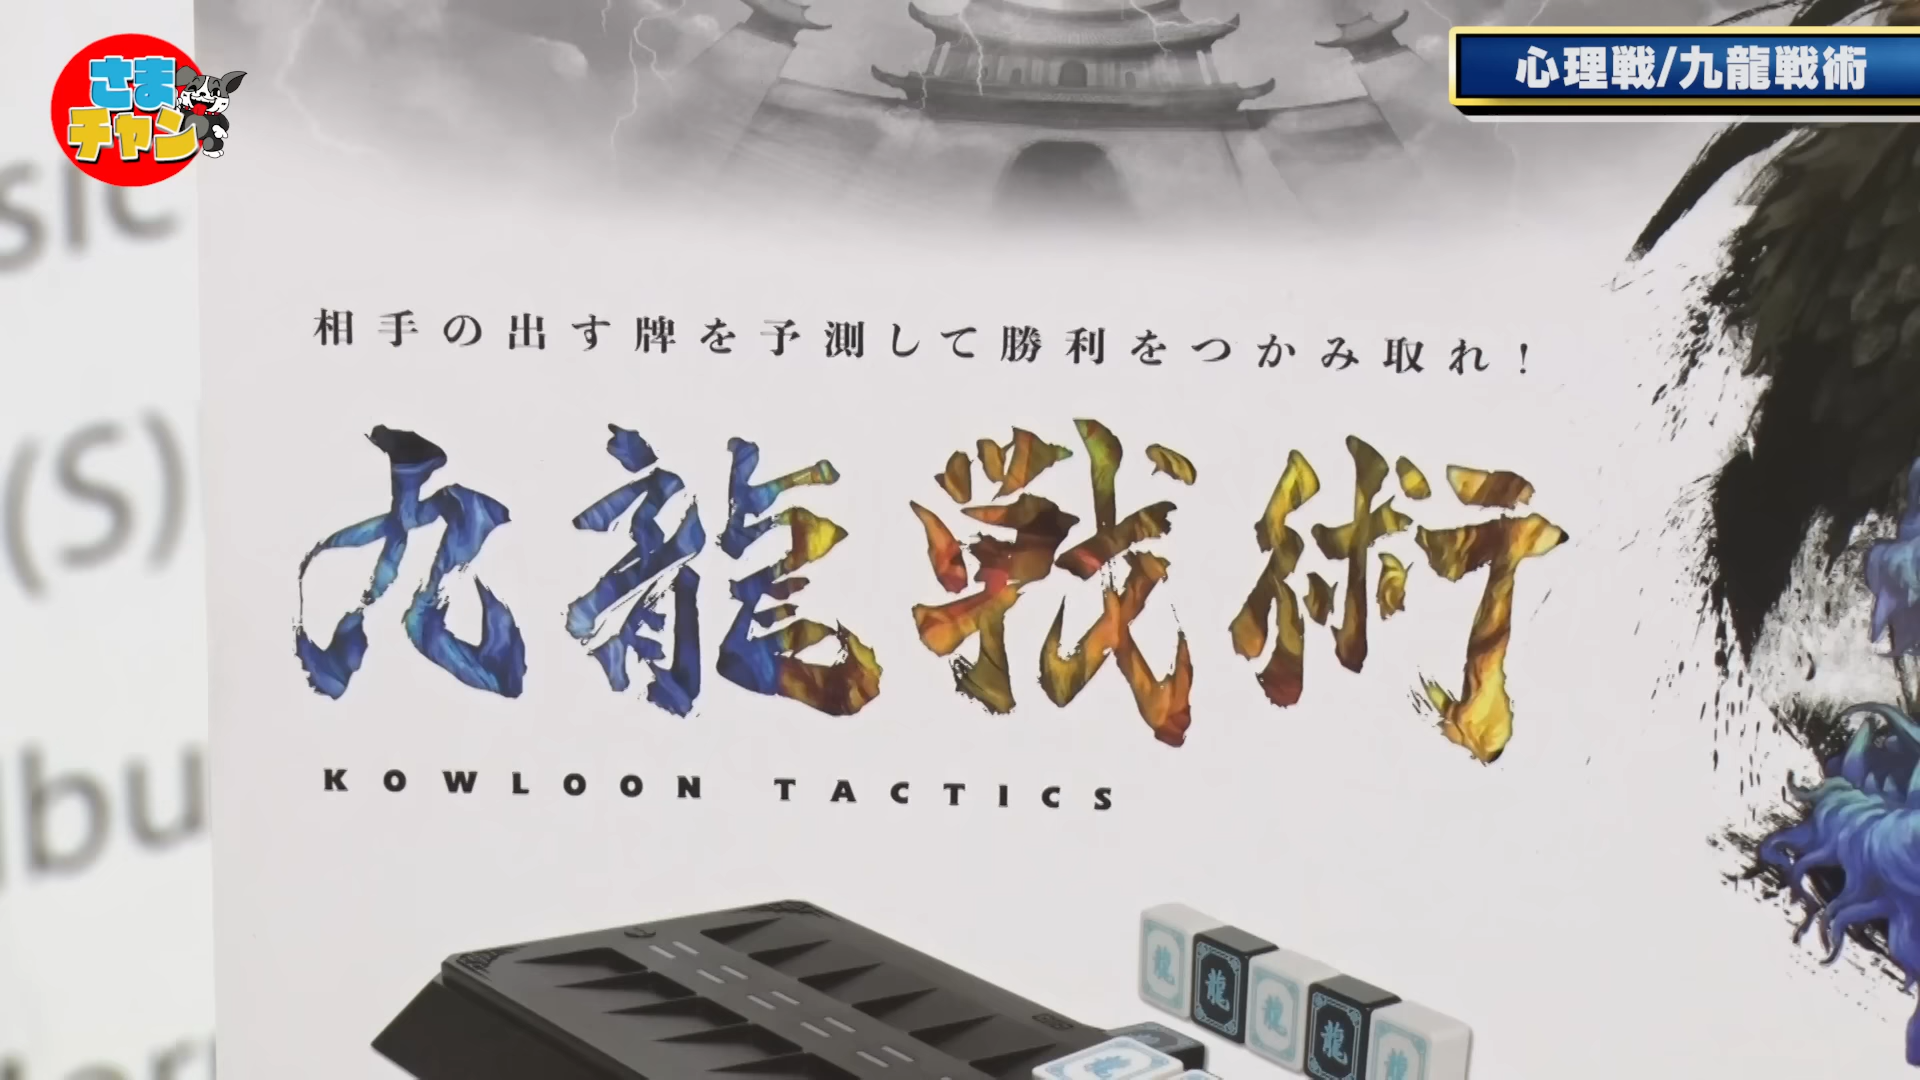 さま
チャン
心理戦/九龍戦術
sic
相手の出す牌を予測して勝利をつかみ取れ!
九龍戦術
(S)
KOWLOON TACTICS
lbu
龍
龍
龍
龍
龍